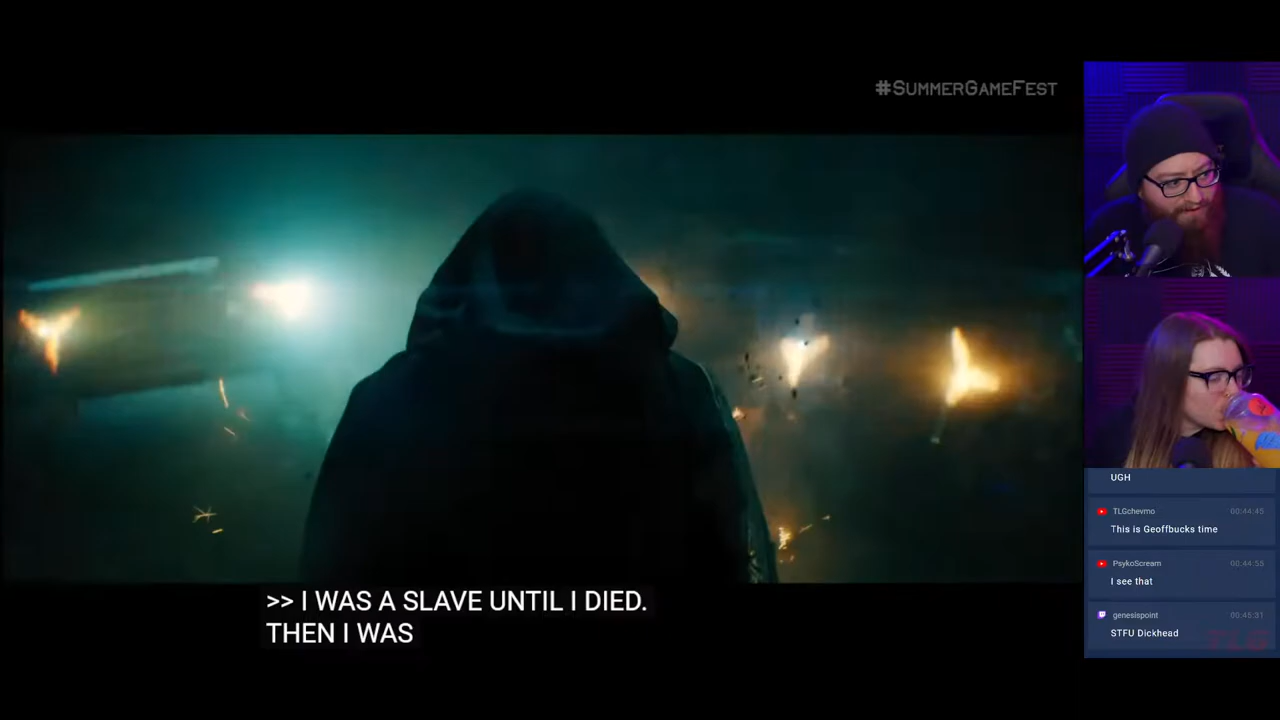 #SUMMERGAMEFEST
>> I WAS A SLAVE UNTIL I DIED.
THEN I WAS
UGH
TLGchevmo 00:44:45
This is Geoffbucks time
PsykoScream 00:44:55
I see that
genesispoint 00:45:31
STFU Dickhead
TLG